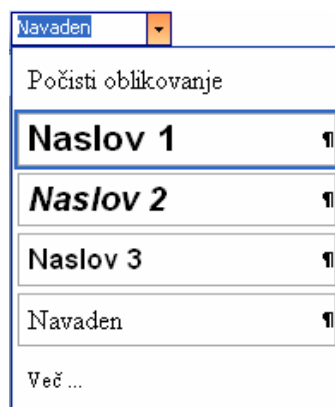 Navaden
Počisti oblikovanje
Naslov 1 ¶
Naslov 2 ¶
Naslov 3 ¶
Navaden ¶
Več ...